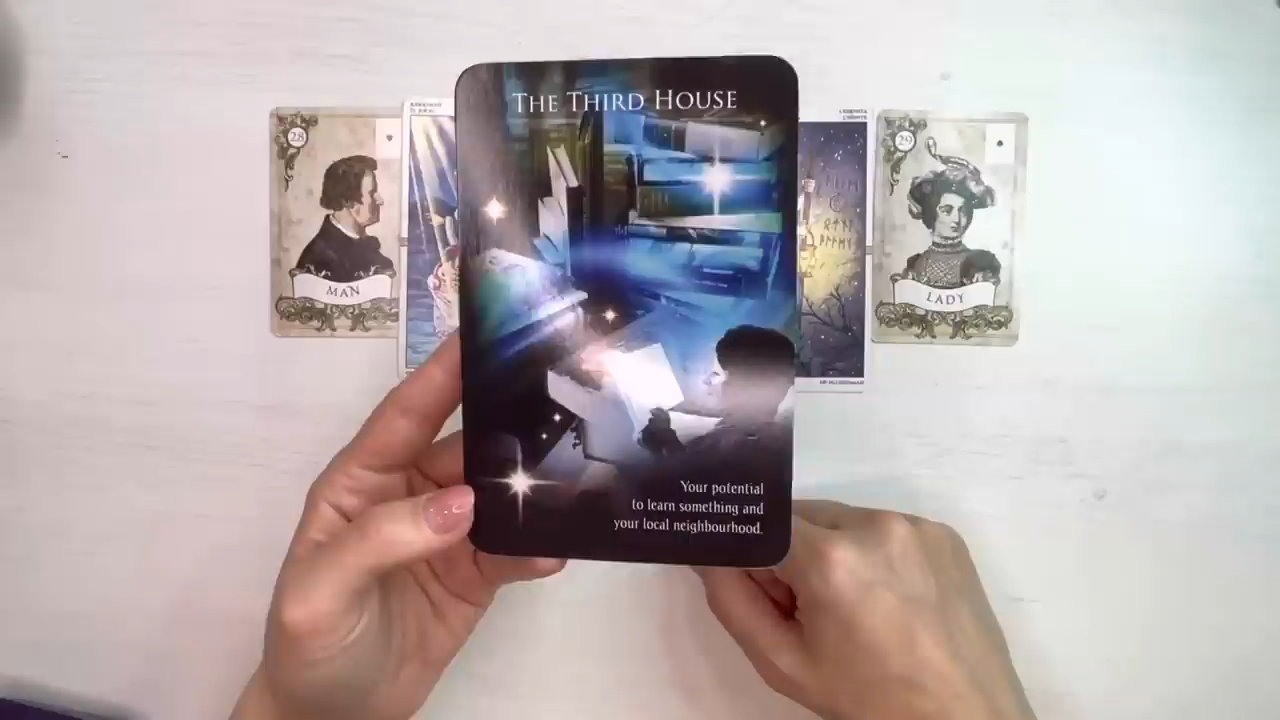 THE THIRD HOUSE
Your potential
to learn something and
your local neighbourhood.
28
MAN
29
LADY